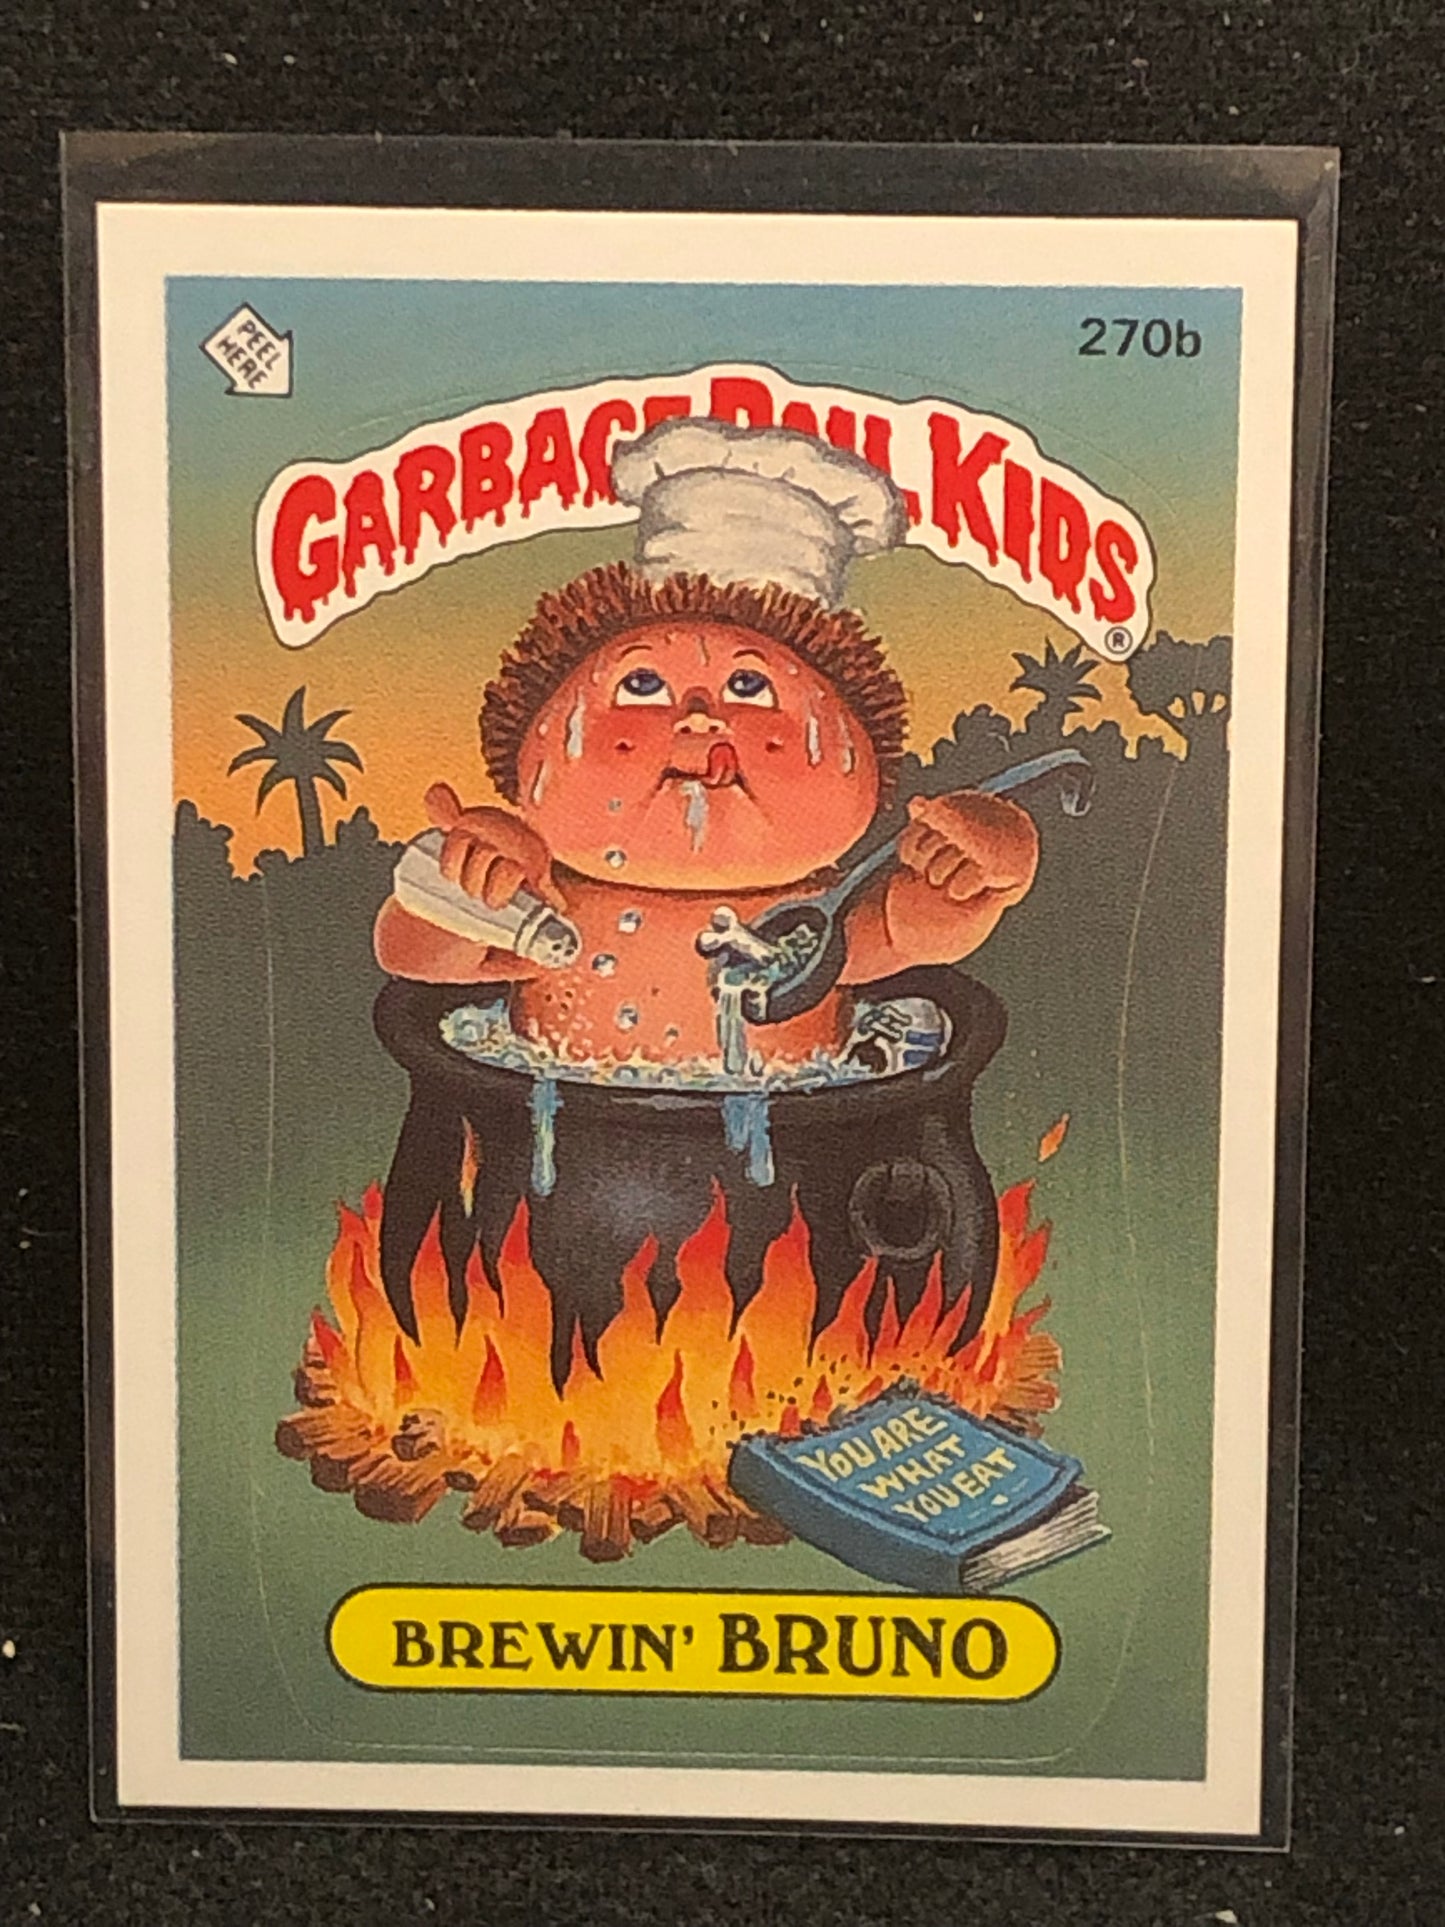 PEEL
HERE
270b
GARBAGE PAIL KIDS
®
YOU ARE
WHAT
YOU EAT
BREWIN' BRUNO